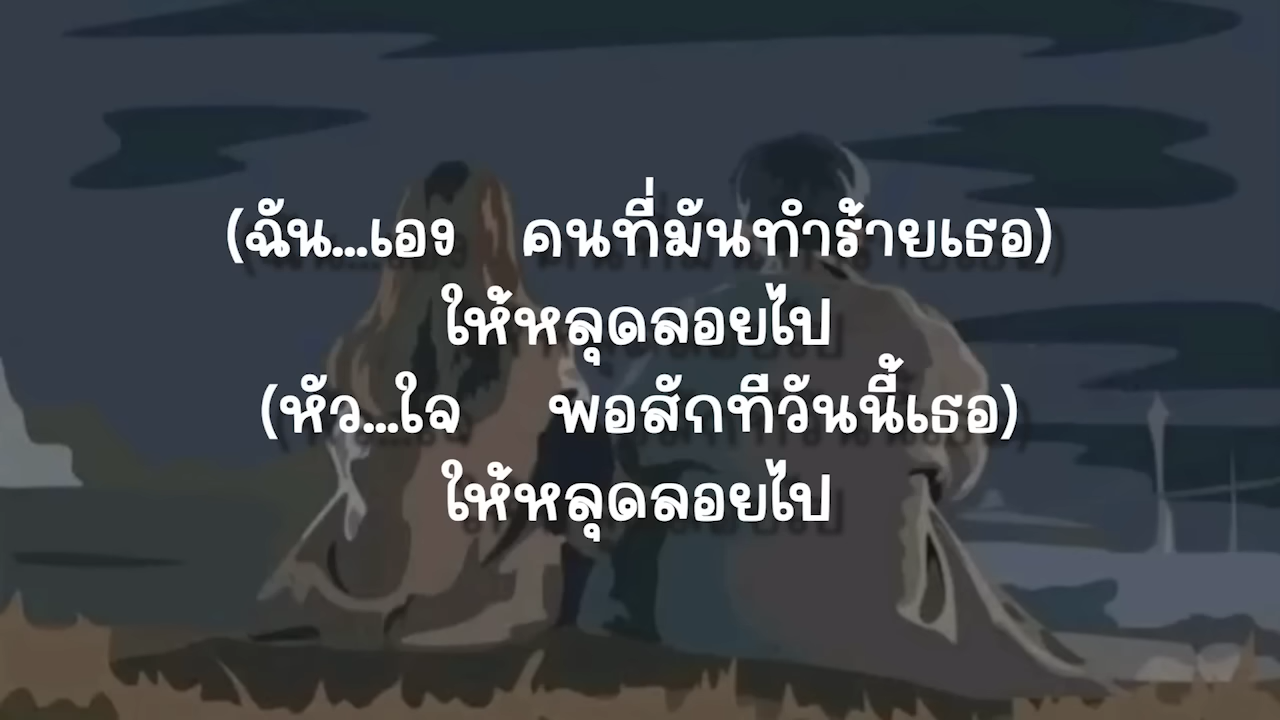 (ฉัน...เอง คนที่มันทำร้ายเธอ)
ให้หลุดลอยไป
(หัว...ใจ พอสักทีวันนี้เธอ)
ให้หลุดลอยไป